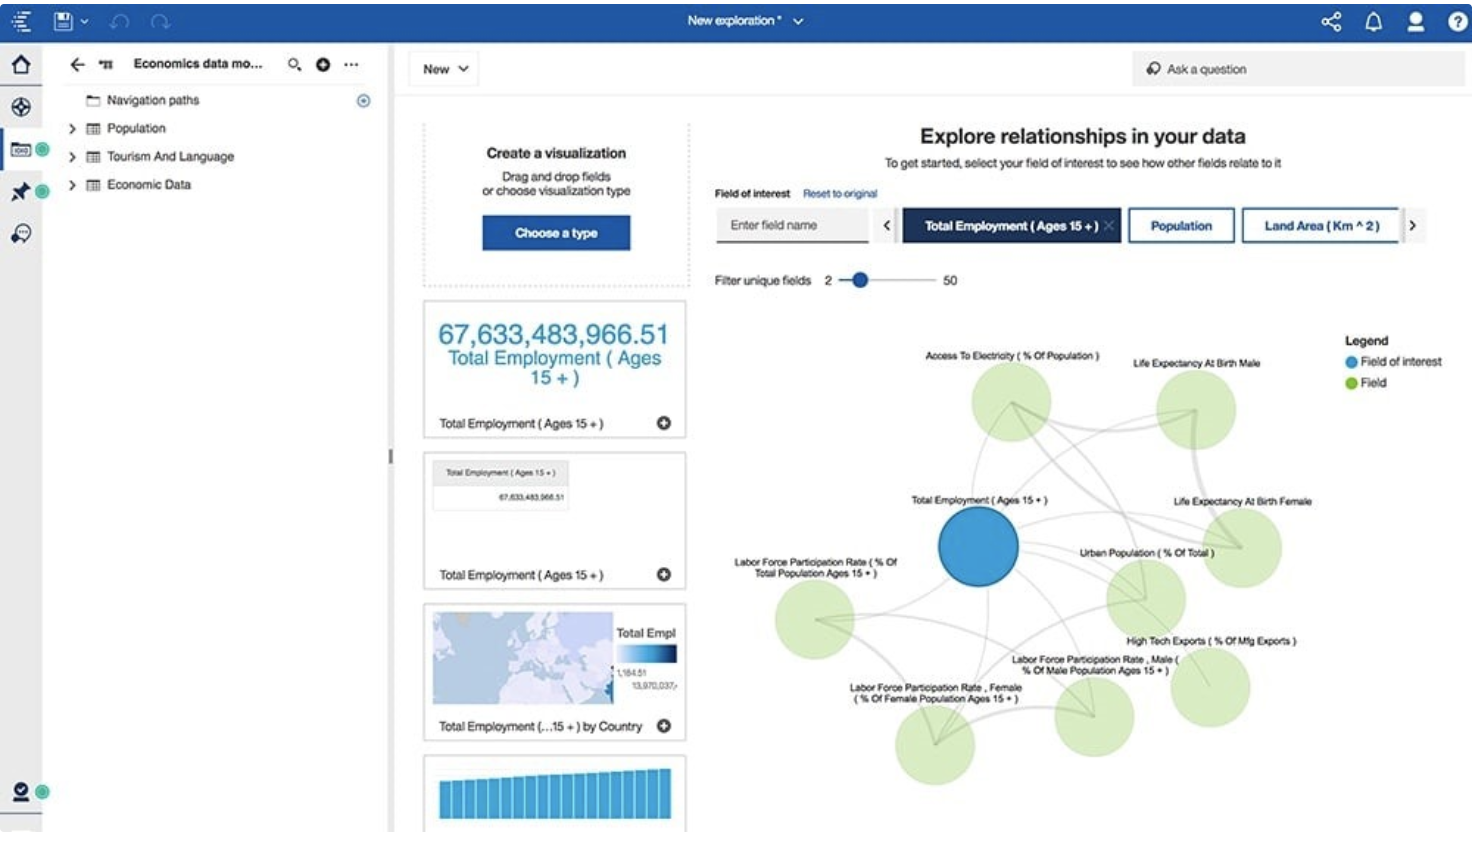 New exploration *
?
Economics data mo...
Navigation paths
Population
Tourism And Language
Economic Data
New
Ask a question
Create a visualization
Drag and drop fields
or choose visualization type
Choose a type
67,633,483,966.51
Total Employment ( Ages
15 + )
Total Employment ( Ages 15 + )
Total Employment ( Ages 15 + )
67,633,483,966.51
Total Employment ( Ages 15 + )
Total Empl
1,184.51
13,970,037,
Total Employment (...15 + ) by Country
Explore relationships in your data
To get started, select your field of interest to see how other fields relate to it
Field of interest Reset to original
Enter field name
Total Employment ( Ages 15 + )
Population
Land Area ( Km ^ 2 )
Filter unique fields 2 50
Legend
Field of interest
Field
Access To Electricity ( % Of Population )
Life Expectancy At Birth Male
Total Employment ( Ages 15 + )
Life Expectancy At Birth Female
Urban Population ( % Of Total )
Labor Force Participation Rate ( % Of
Total Population Ages 15 + )
High Tech Exports ( % Of Mfg Exports )
Labor Force Participation Rate , Male (
% Of Male Population Ages 15 + )
Labor Force Participation Rate , Female
( % Of Female Population Ages 15 + )